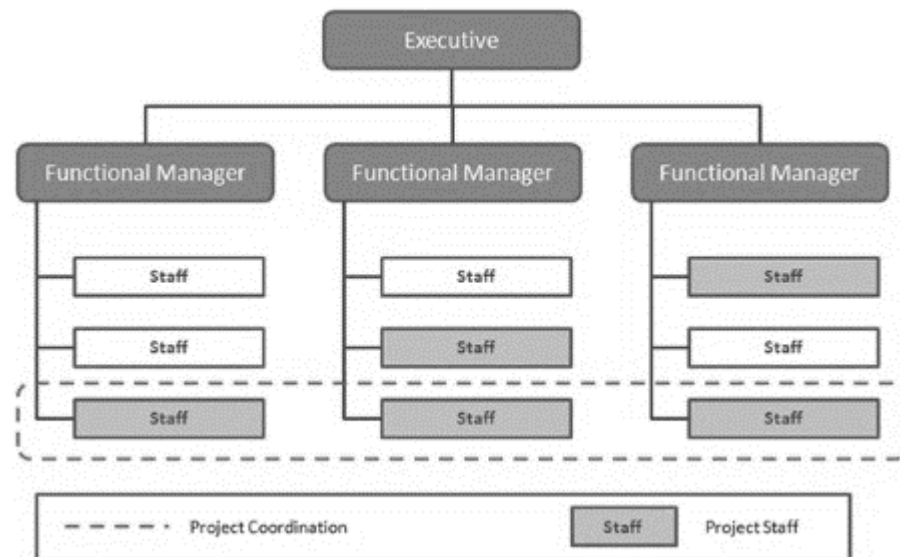 Executive
Functional Manager Functional Manager Functional Manager
Staff Staff Staff
Staff Staff Staff
Staff Staff Staff
Project Coordination Staff Project Staff